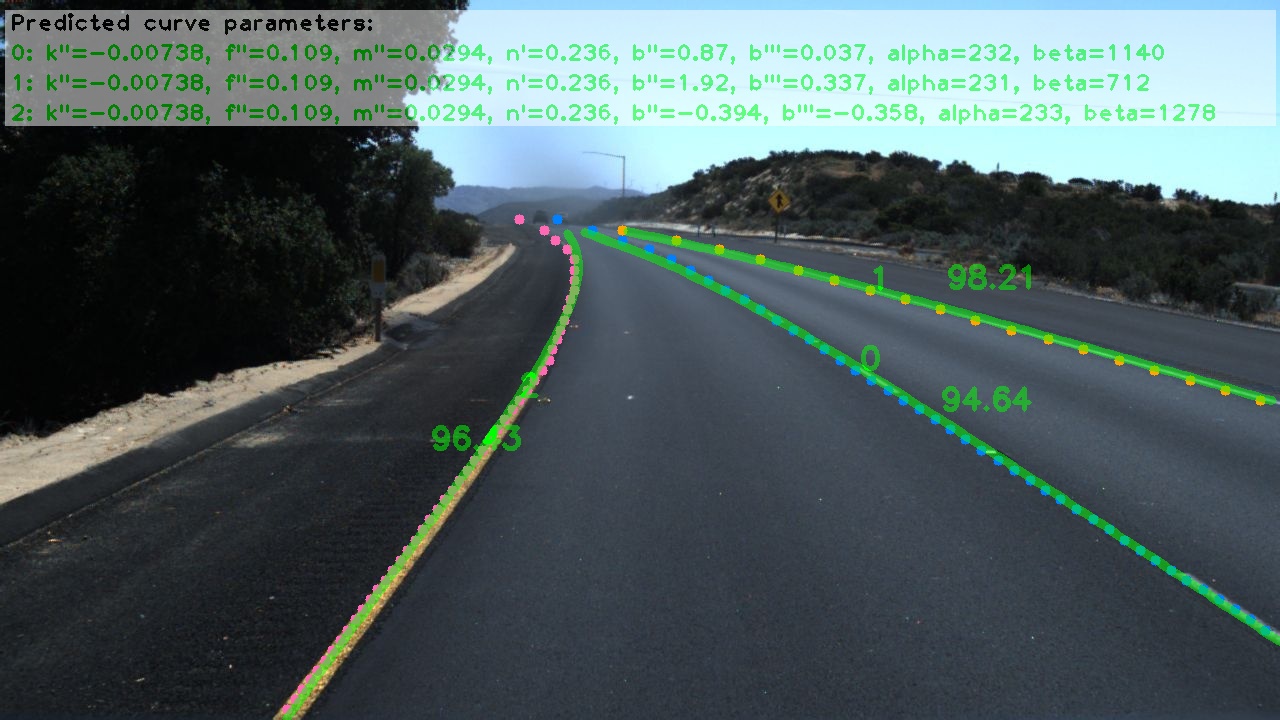 Predicted curve parameters:
0: k''=-0.00738, f''=0.109, m''=0.0294, n'=0.236, b''=0.87, b'''=0.037, alpha=232, beta=1140
1: k''=-0.00738, f''=0.109, m''=0.0294, n'=0.236, b''=1.92, b'''=0.337, alpha=231, beta=712
2: k''=-0.00738, f''=0.109, m''=0.0294, n'=0.236, b''=-0.394, b'''=-0.358, alpha=233, beta=1278
1 98.21
0
94.64
2
96.43